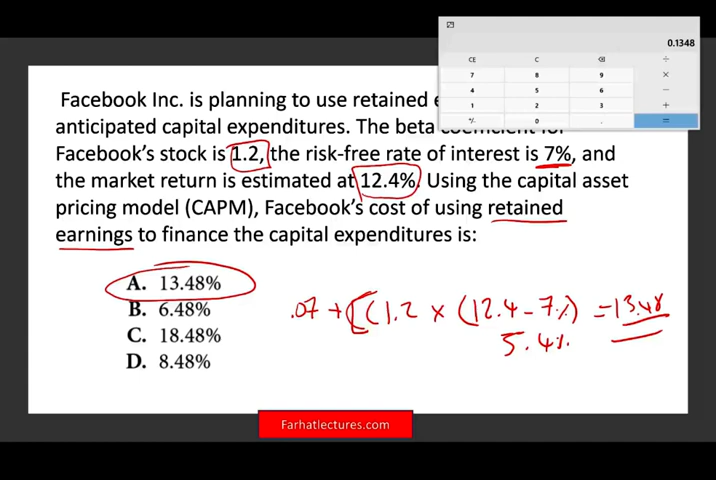 0.1348
CE C ÷
7 8 9 ×
4 5 6 −
1 2 3 +
⁺/₋ 0 . =
Facebook Inc. is planning to use retained
anticipated capital expenditures. The beta coefficient for
Facebook's stock is 1.2, the risk-free rate of interest is 7%, and
the market return is estimated at 12.4%. Using the capital asset
pricing model (CAPM), Facebook's cost of using retained
earnings to finance the capital expenditures is:
A. 13.48%
B. 6.48%
C. 18.48%
D. 8.48%
.07 + [(1.2 × (12.4 - 7%) = 13.48
5.4%
Farhatlectures.com